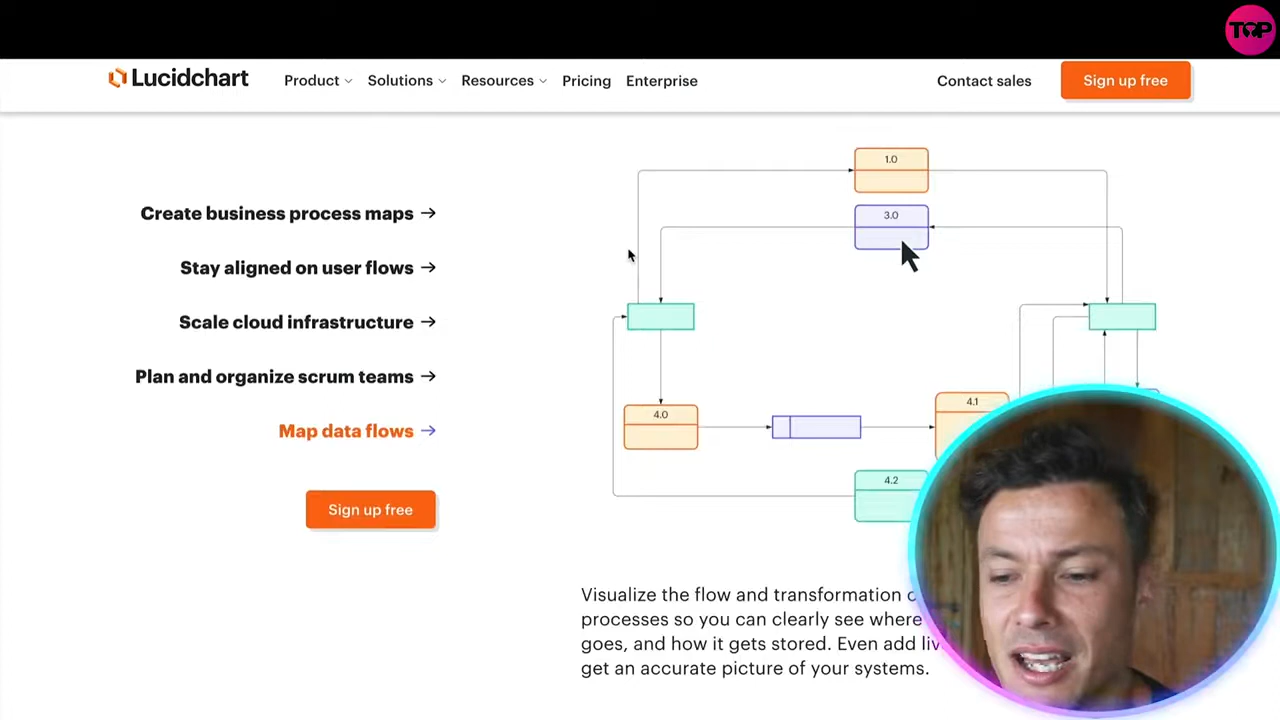 TOP
Lucidchart
Product
Solutions
Resources
Pricing
Enterprise
Contact sales
Sign up free
Create business process maps →
Stay aligned on user flows →
Scale cloud infrastructure →
Plan and organize scrum teams →
Map data flows →
Sign up free
1.0
3.0
4.0
4.1
4.2
Visualize the flow and transformation
processes so you can clearly see where
goes, and how it gets stored. Even add
get an accurate picture of your systems.